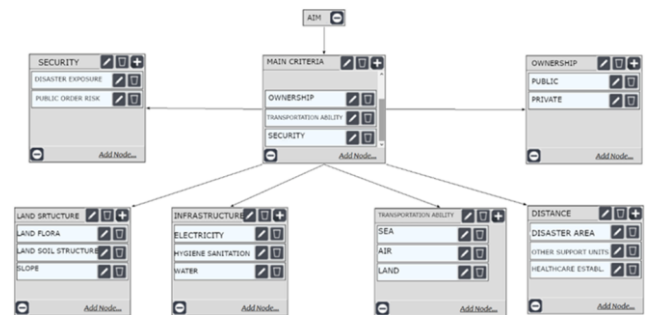 AIM
SECURITY
DISASTER EXPOSURE
PUBLIC ORDER RISK
Add Node...
MAIN CRITERIA
OWNERSHIP
TRANSPORTATION ABILITY
SECURITY
Add Node...
OWNERSHIP
PUBLIC
PRIVATE
Add Node...
LAND SRTUCTURE
LAND FLORA
LAND SOIL STRUCTURE
SLOPE
Add Node...
INFRASTRUCTURE
ELECTRICITY
HYGIENE SANITATION
WATER
Add Node...
TRANSPORTATION ABILITY
SEA
AIR
LAND
Add Node...
DISTANCE
DISASTER AREA
OTHER SUPPORT UNITS
HEALTHCARE ESTABL.
Add Node...